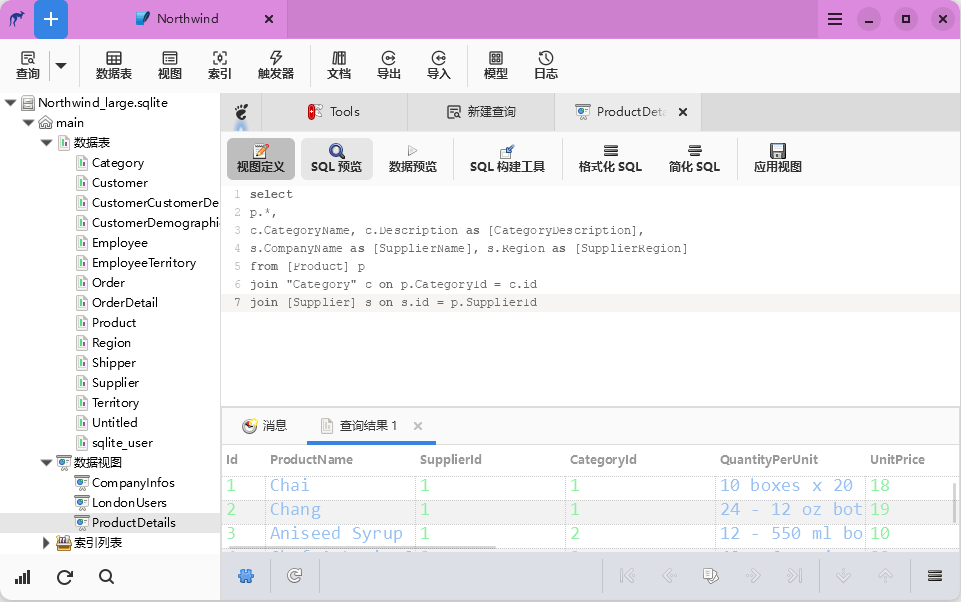 Northwind
查询
数据表
视图
索引
触发器
文档
导出
导入
模型
日志
Northwind_large.sqlite
main
数据表
Category
Customer
CustomerCustomerDe
CustomerDemographi
Employee
EmployeeTerritory
Order
OrderDetail
Product
Region
Shipper
Supplier
Territory
Untitled
sqlite_user
数据视图
CompanyInfos
LondonUsers
ProductDetails
索引列表
Tools
新建查询
ProductDeta
视图定义
SQL 预览
数据预览
SQL 构建工具
格式化 SQL
简化 SQL
应用视图
1 select
2 p.*,
3 c.CategoryName, c.Description as [CategoryDescription],
4 s.CompanyName as [SupplierName], s.Region as [SupplierRegion]
5 from [Product] p
6 join "Category" c on p.CategoryId = c.id
7 join [Supplier] s on s.id = p.SupplierId
消息
查询结果 1
Id ProductName SupplierId CategoryId QuantityPerUnit UnitPrice
1 Chai 1 1 10 boxes x 20 18
2 Chang 1 1 24 - 12 oz bot 19
3 Aniseed Syrup 1 2 12 - 550 ml bo 10